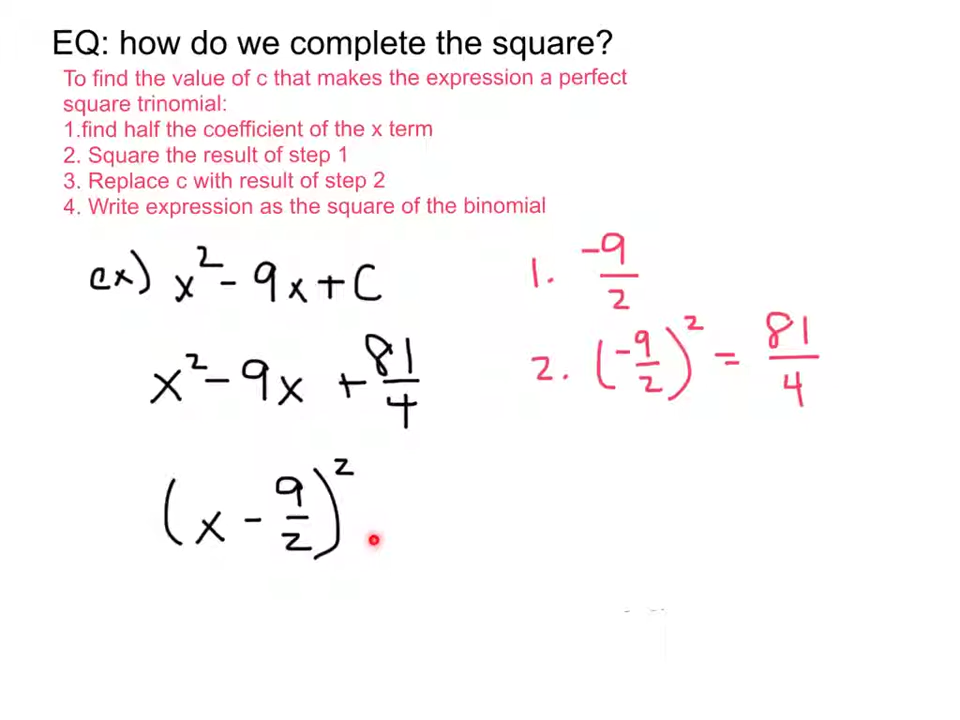 EQ: how do we complete the square?
To find the value of c that makes the expression a perfect
square trinomial:
1.find half the coefficient of the x term
2. Square the result of step 1
3. Replace c with result of step 2
4. Write expression as the square of the binomial
ex) x² - 9x + C
x² - 9x + 81/4
(x - 9/2)²
1. -9/2
2. (-9/2)² = 81/4